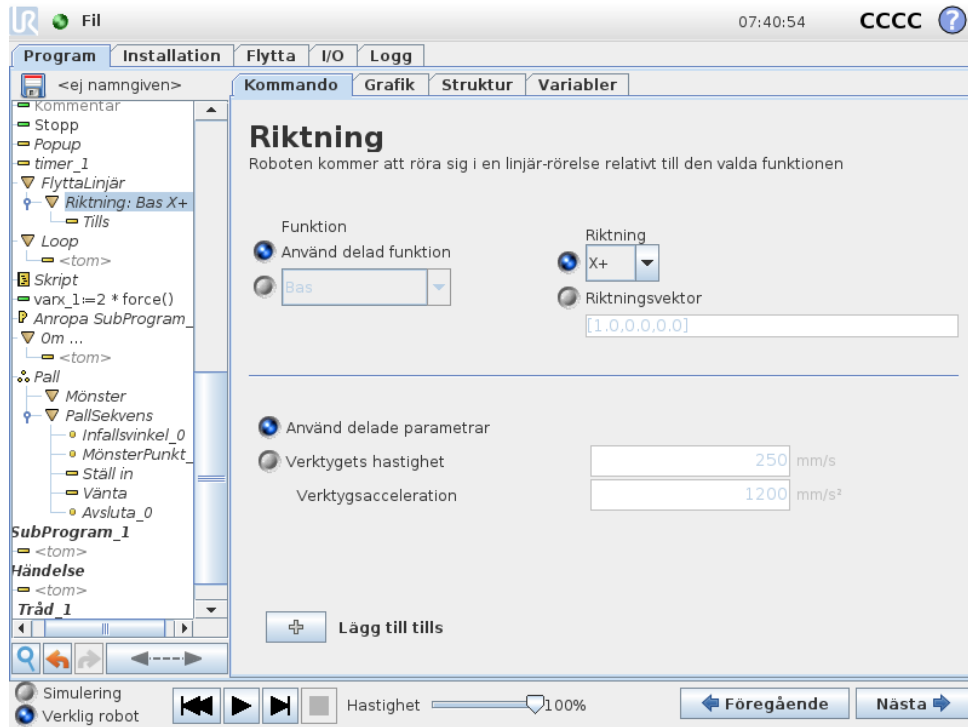 UR
Fil
07:40:54
CCCC
?
Program
Installation
Flytta
I/O
Logg
<ej namngiven>
Kommando
Grafik
Struktur
Variabler
Kommentar
Stopp
Popup
timer_1
FlyttaLinjär
Riktning: Bas X+
Tills
Loop
<tom>
Skript
varx_1:=2 * force()
Anropa SubProgram_
Om ...
<tom>
Pall
Mönster
PallSekvens
Infallsvinkel_0
MönsterPunkt_
Ställ in
Vänta
Avsluta_0
SubProgram_1
<tom>
Händelse
<tom>
Tråd_1
Riktning
Roboten kommer att röra sig i en linjär-rörelse relativt till den valda funktionen
Funktion
Använd delad funktion
Bas
Riktning
X+
Riktningsvektor
[1.0,0.0,0.0]
Använd delade parametrar
Verktygets hastighet
250 mm/s
Verktygsacceleration
1200 mm/s²
Lägg till tills
Simulering
Verklig robot
Hastighet
100%
Föregående
Nästa